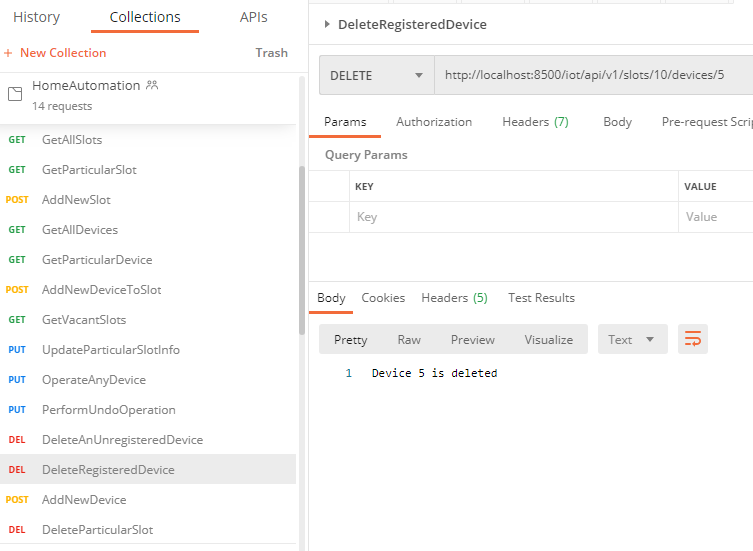 History Collections APIs
+ New Collection Trash
HomeAutomation
14 requests
GET GetAllSlots
GET GetParticularSlot
POST AddNewSlot
GET GetAllDevices
GET GetParticularDevice
POST AddNewDeviceToSlot
GET GetVacantSlots
PUT UpdateParticularSlotInfo
PUT OperateAnyDevice
PUT PerformUndoOperation
DEL DeleteAnUnregisteredDevice
DEL DeleteRegisteredDevice
POST AddNewDevice
DEL DeleteParticularSlot
DeleteRegisteredDevice
DELETE http://localhost:8500/iot/api/v1/slots/10/devices/5
Params Authorization Headers (7) Body Pre-request Scri
Query Params
KEY VALUE
Key Value
Body Cookies Headers (5) Test Results
Pretty Raw Preview Visualize Text
1 Device 5 is deleted